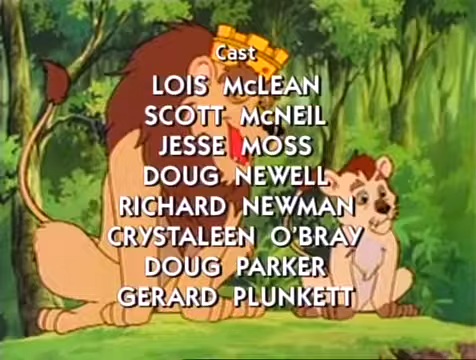 Cast
LOIS McLEAN
SCOTT McNEIL
JESSE MOSS
DOUG NEWELL
RICHARD NEWMAN
CRYSTALEEN O'BRAY
DOUG PARKER
GERARD PLUNKETT